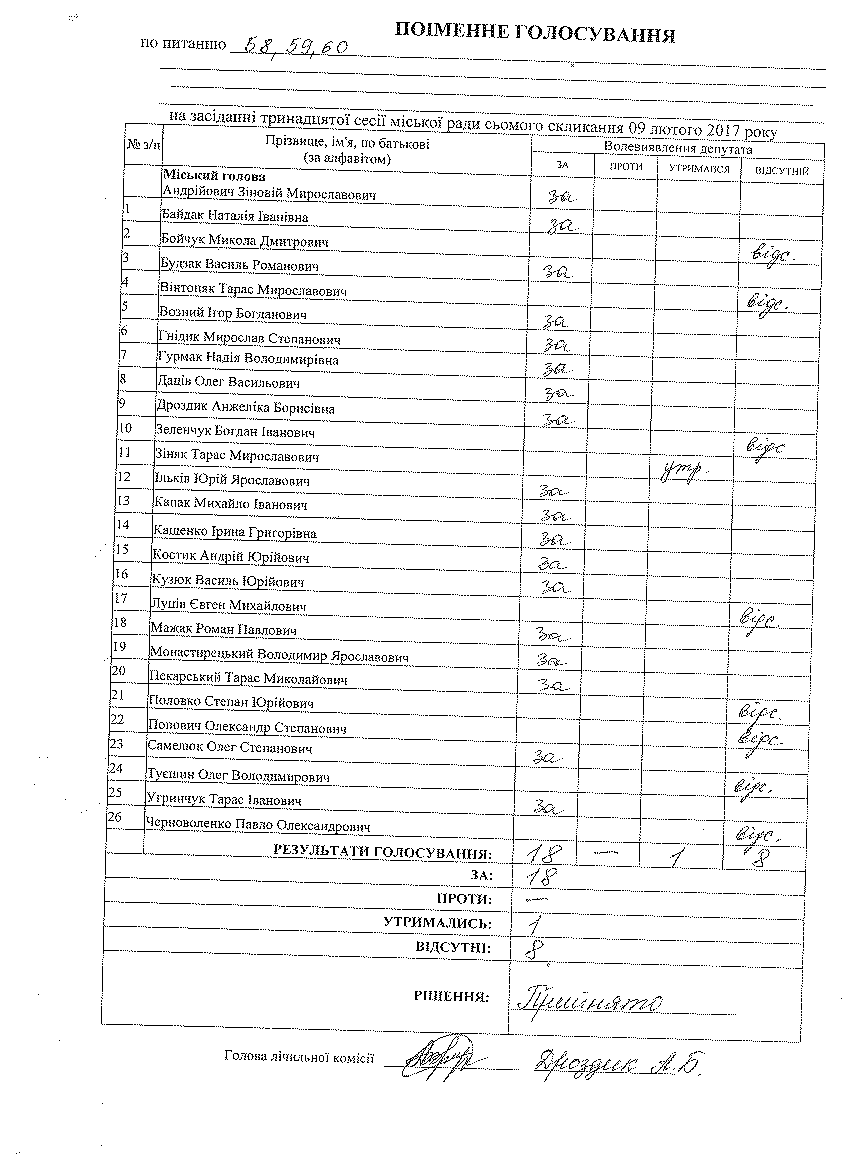 ПОІМЕННЕ ГОЛОСУВАННЯ
по питанню 58, 59, 60
на засіданні тринадцятої сесії міської ради сьомого скликання 09 лютого 2017 року
№ з/п Прізвище, ім'я, по батькові (за алфавітом) Волевиявлення депутата
ЗА ПРОТИ УТРИМАВСЯ ВІДСУТНІЙ
Міський голова
Андрійович Зіновій Мирославович за
1 Байдак Наталія Іванівна за
2 Бойчук Микола Дмитрович відс.
3 Будзак Василь Романович за
4 Вінтоняк Тарас Мирославович відс.
5 Возний Ігор Богданович за
6 Гнідик Мирослав Степанович за
7 Гурмак Надія Володимирівна за
8 Даців Олег Васильович за
9 Дроздик Анжеліка Борисівна за
10 Зеленчук Богдан Іванович відс
11 Зіняк Тарас Мирославович утр.
12 Ільків Юрій Ярославович за
13 Капак Михайло Іванович за
14 Кащенко Ірина Григорівна за
15 Костик Андрій Юрійович за
16 Кузюк Василь Юрійович за
17 Луців Євген Михайлович відс.
18 Мажак Роман Павлович за
19 Монастирецький Володимир Ярославович за
20 Пекарський Тарас Миколайович за
21 Половко Степан Юрійович відс.
22 Попович Олександр Степанович відс.
23 Самелюк Олег Степанович за
24 Туєшин Олег Володимирович відс.
25 Угринчук Тарас Іванович за
26 Черноволенко Павло Олександрович відс.
РЕЗУЛЬТАТИ ГОЛОСУВАННЯ: 18 — 1 8
ЗА: 18
ПРОТИ: —
УТРИМАЛИСЬ: 1
ВІДСУТНІ: 8
РІШЕННЯ: Прийнято
Голова лічильної комісії Дроздик А.Б.